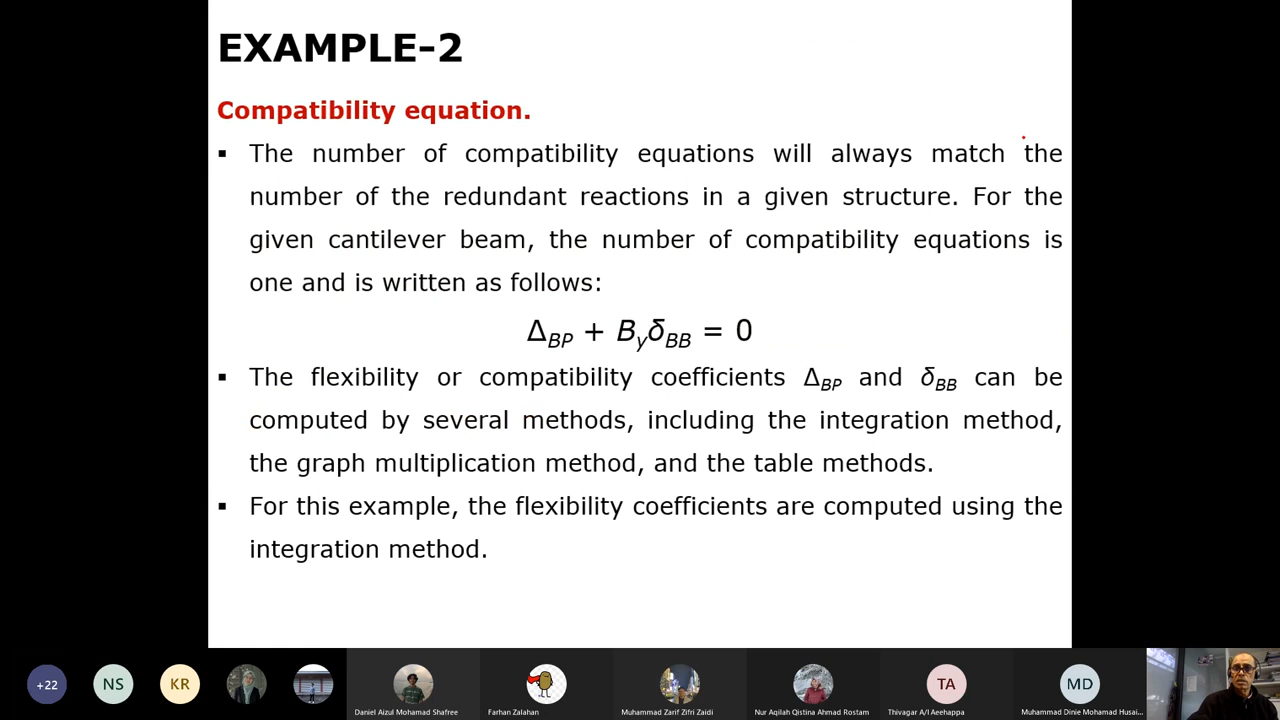 EXAMPLE-2
Compatibility equation.
▪ The number of compatibility equations will always match the
number of the redundant reactions in a given structure. For the
given cantilever beam, the number of compatibility equations is
one and is written as follows:
Δ_BP + B_yδ_BB = 0
▪ The flexibility or compatibility coefficients Δ_BP and δ_BB can be
computed by several methods, including the integration method,
the graph multiplication method, and the table methods.
▪ For this example, the flexibility coefficients are computed using the
integration method.
+22
NS
KR
Daniel Aizul Mohamad Shafree
Farhan Zalahan
Muhammad Zarif Zifri Zaidi
Nur Aqilah Qistina Ahmad Rostam
TA
Thivagar A/l Aeehappa
MD
Muhammad Dinie Mohamad Husai...